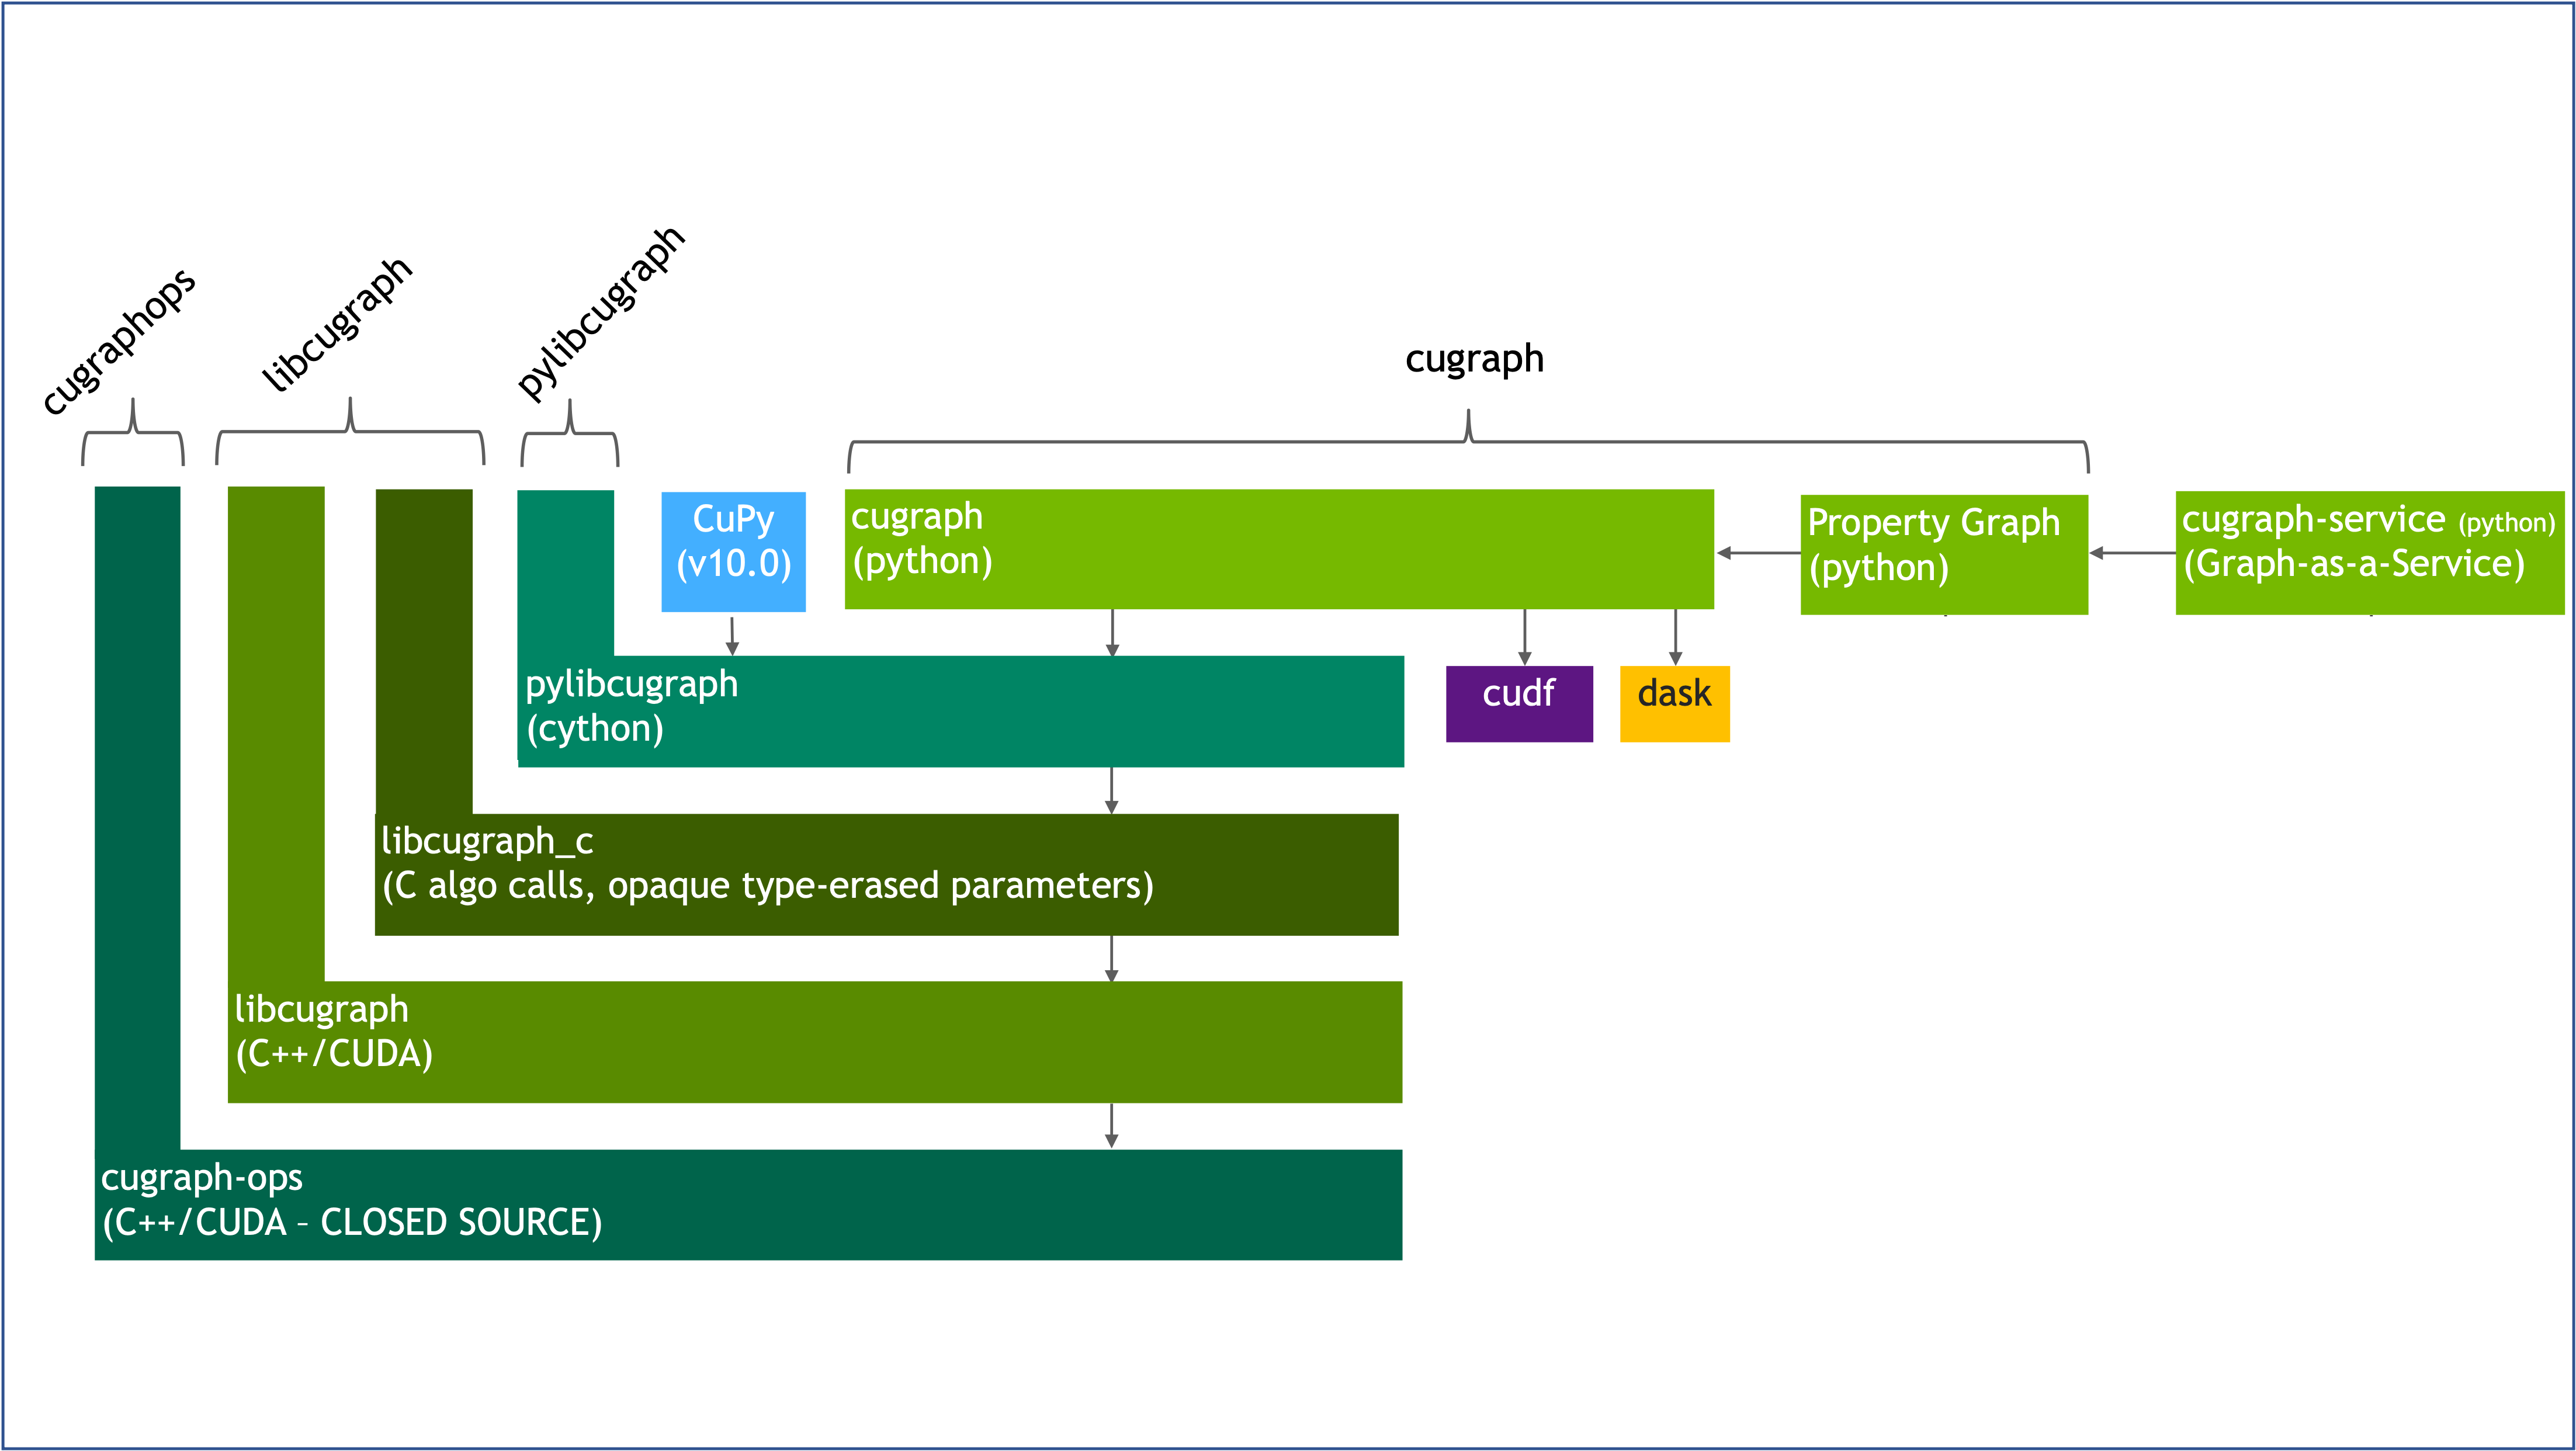 cugraphops
libcugraph
pylibcugraph
cugraph
CuPy
(v10.0)
cugraph
(python)
Property Graph
(python)
cugraph-service (python)
(Graph-as-a-Service)
pylibcugraph
(cython)
cudf
dask
libcugraph_c
(C algo calls, opaque type-erased parameters)
libcugraph
(C++/CUDA)
cugraph-ops
(C++/CUDA – CLOSED SOURCE)